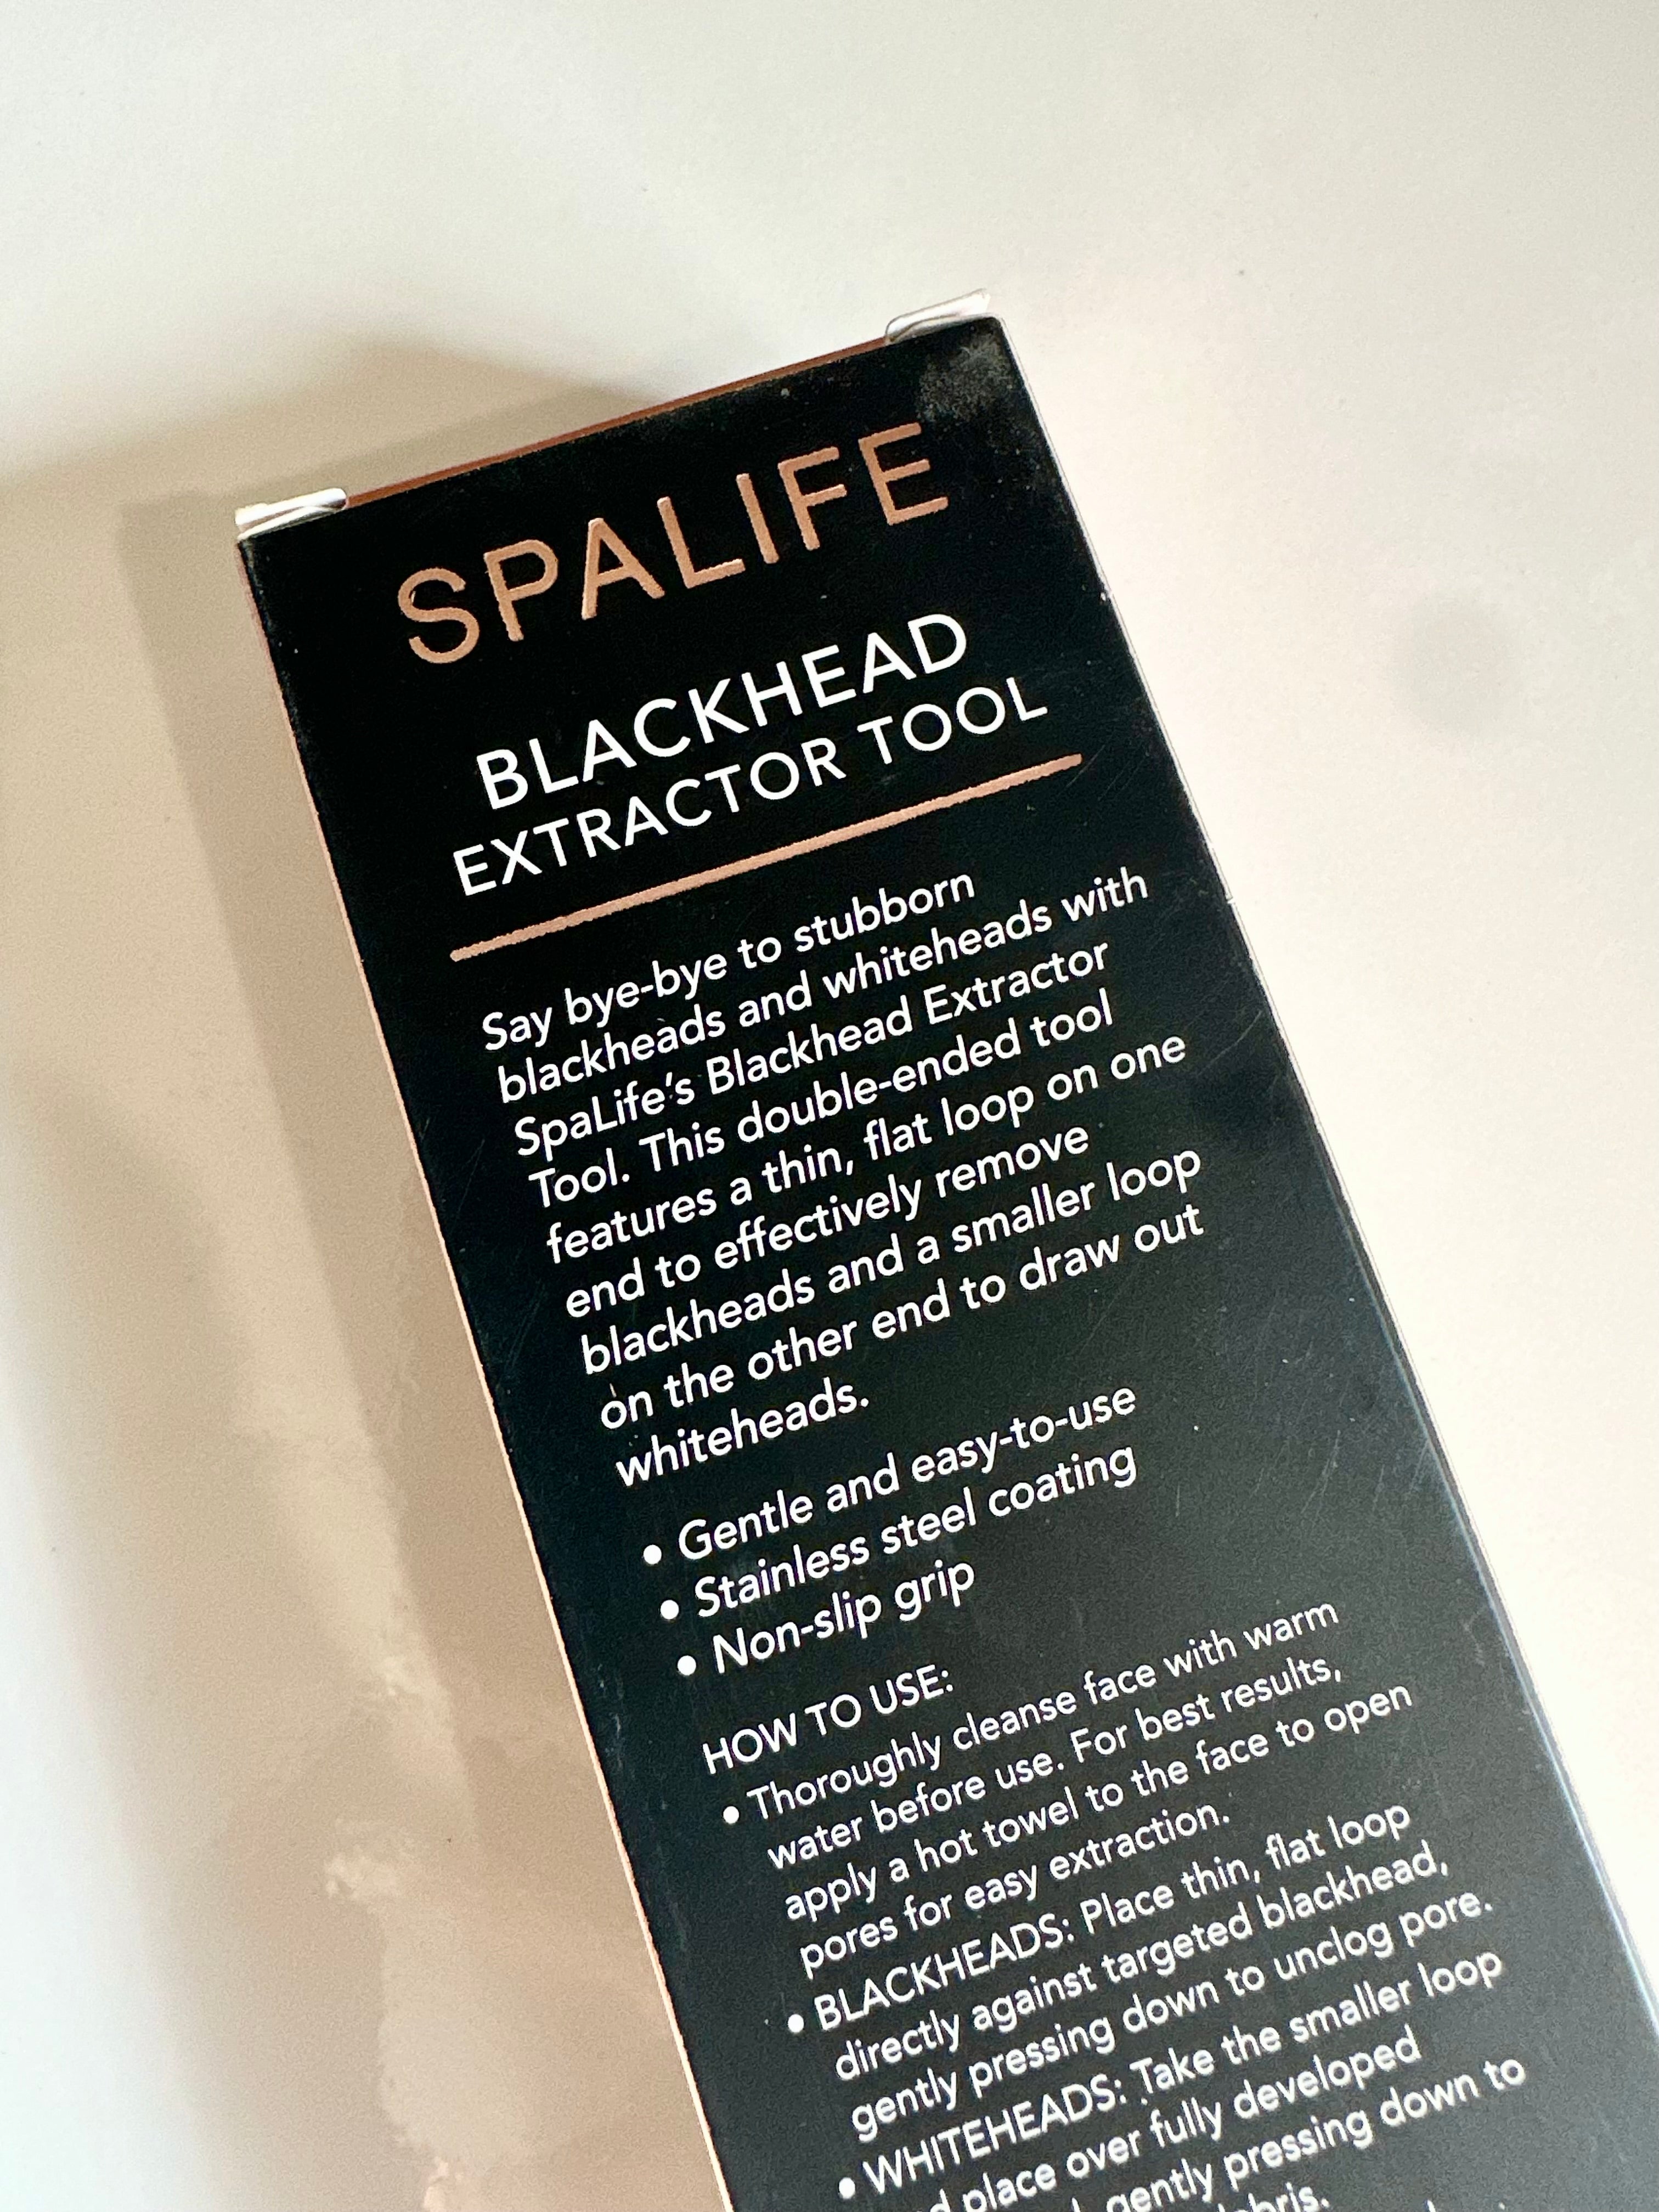 SPALIFE
BLACKHEAD
EXTRACTOR TOOL
Say bye-bye to stubborn
blackheads and whiteheads with
SpaLife's Blackhead Extractor
Tool. This double-ended tool
features a thin, flat loop on one
end to effectively remove
blackheads and a smaller loop
on the other end to draw out
whiteheads.
• Gentle and easy-to-use
• Stainless steel coating
• Non-slip grip
HOW TO USE:
• Thoroughly cleanse face with warm
water before use. For best results,
apply a hot towel to the face to open
pores for easy extraction.
• BLACKHEADS: Place thin, flat loop
directly against targeted blackhead,
gently pressing down to unclog pore.
• WHITEHEADS: Take the smaller loop
place over fully developed
gently pressing down to